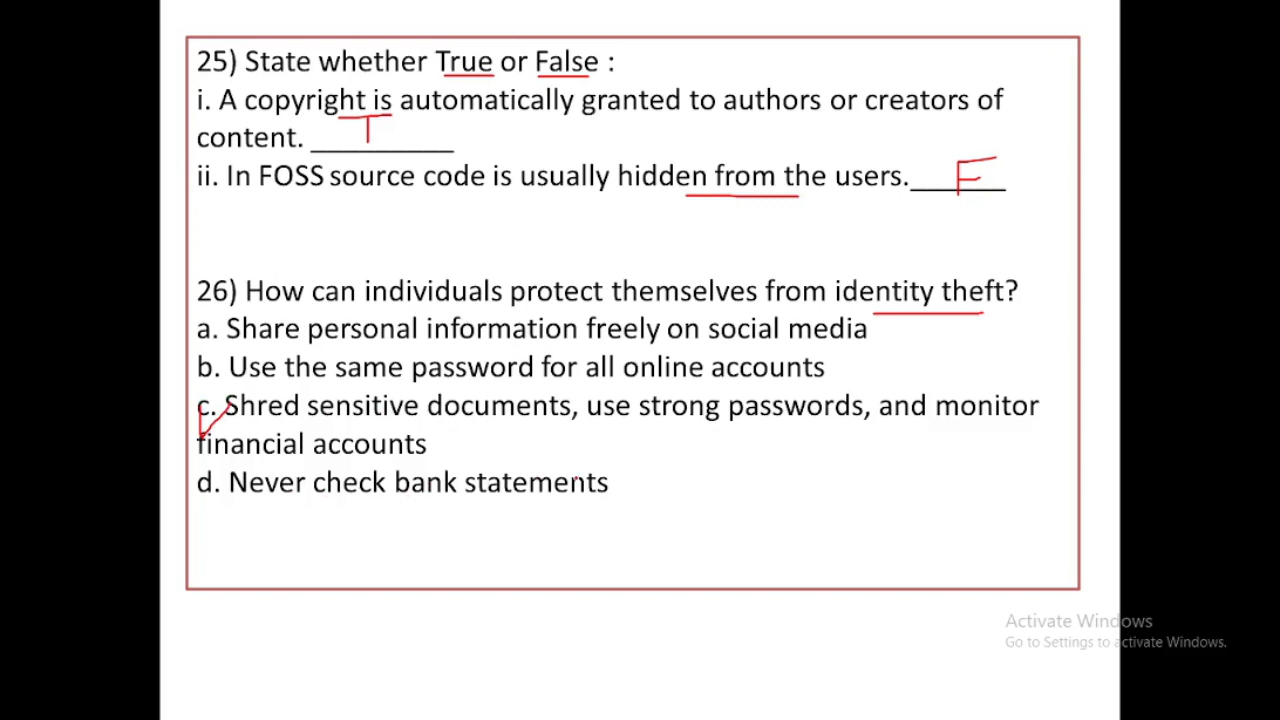 25) State whether True or False :
i. A copyright is automatically granted to authors or creators of
content. __________ T
ii. In FOSS source code is usually hidden from the users.______ F
26) How can individuals protect themselves from identity theft?
a. Share personal information freely on social media
b. Use the same password for all online accounts
c. Shred sensitive documents, use strong passwords, and monitor
financial accounts
d. Never check bank statements
Activate Windows
Go to Settings to activate Windows.